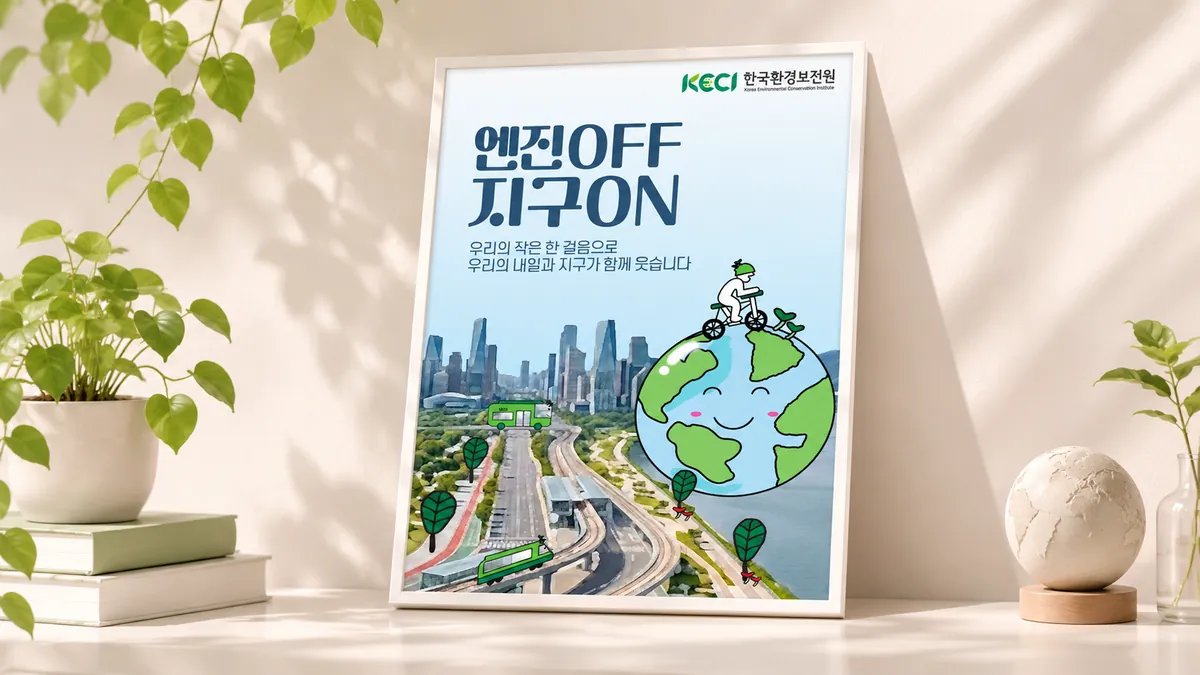 KECI 한국환경보전원
Korea Environmental Conservation Institute
엔진OFF
지구ON
우리의 작은 한 걸음으로
우리의 내일과 지구가 함께 웃습니다